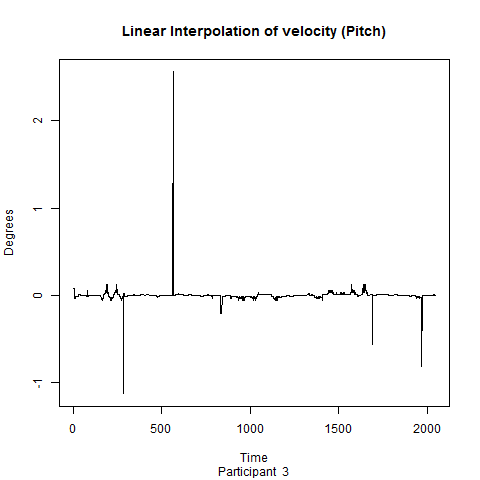 Linear Interpolation of velocity (Pitch)
Degrees
2
1
0
-1
0 500 1000 1500 2000
Time
Participant 3